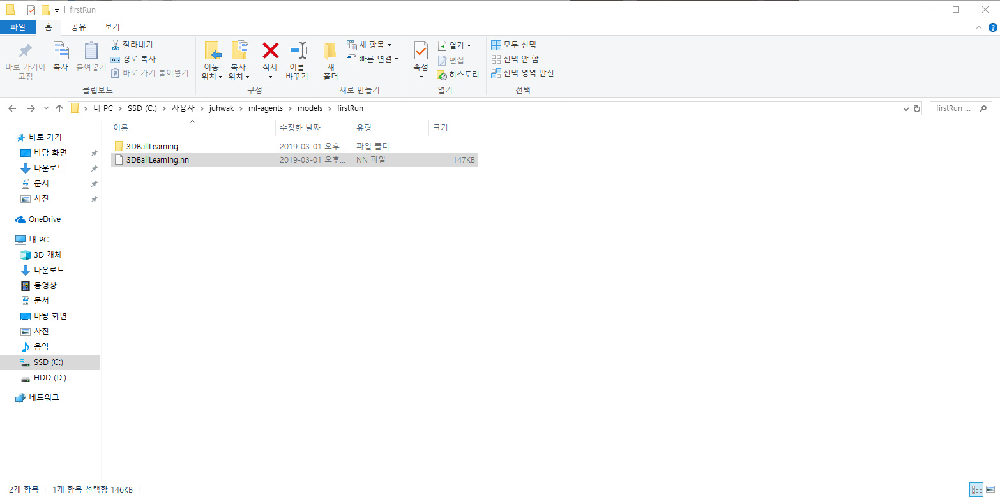 firstRun
파일 홈 공유 보기
바로 가기에 고정
복사
붙여넣기
잘라내기
경로 복사
바로 가기 붙여넣기
클립보드
이동 위치
복사 위치
삭제
이름 바꾸기
구성
새 폴더
새 항목
빠른 연결
새로 만들기
속성
열기
편집
히스토리
열기
모두 선택
선택 안 함
선택 영역 반전
선택
내 PC > SSD (C:) > 사용자 > juhwak > ml-agents > models > firstRun
firstRun ...
이름 수정한 날짜 유형 크기
3DBallLearning 2019-03-01 오후... 파일 폴더
3DBallLearning.nn 2019-03-01 오후... NN 파일 147KB
바로 가기
바탕 화면
다운로드
문서
사진
OneDrive
내 PC
3D 개체
다운로드
동영상
문서
바탕 화면
사진
음악
SSD (C:)
HDD (D:)
네트워크
2개 항목 1개 항목 선택함 146KB